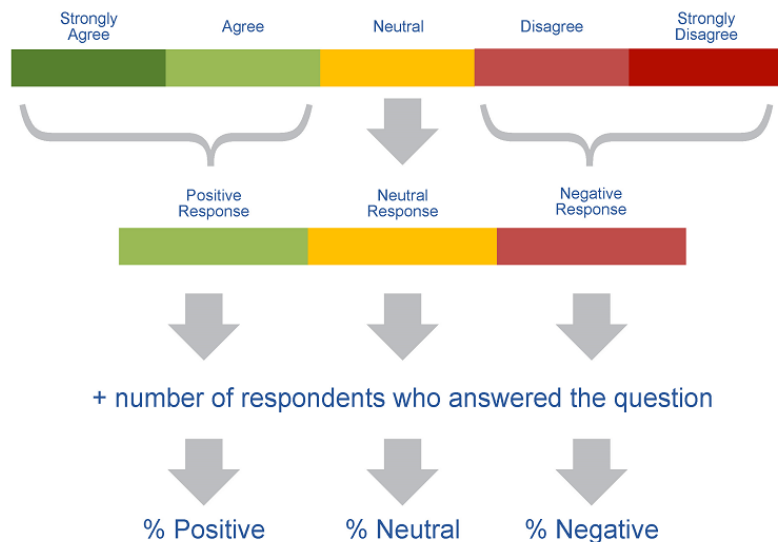 Strongly
Agree
Agree
Neutral
Disagree
Strongly
Disagree
Positive
Response
Neutral
Response
Negative
Response
+ number of respondents who answered the question
% Positive
% Neutral
% Negative